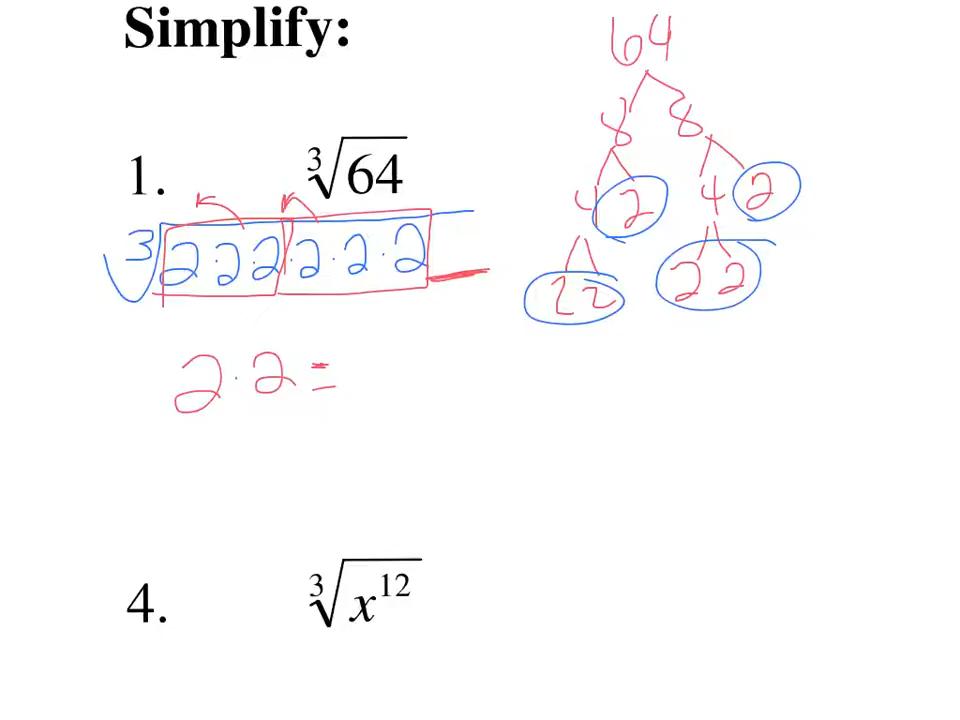 Simplify:
64
8 8
1. ∛64
4 2 4 2
∛2·2·2·2·2·2
2 2 2 2
2·2=
4. ∛x¹²